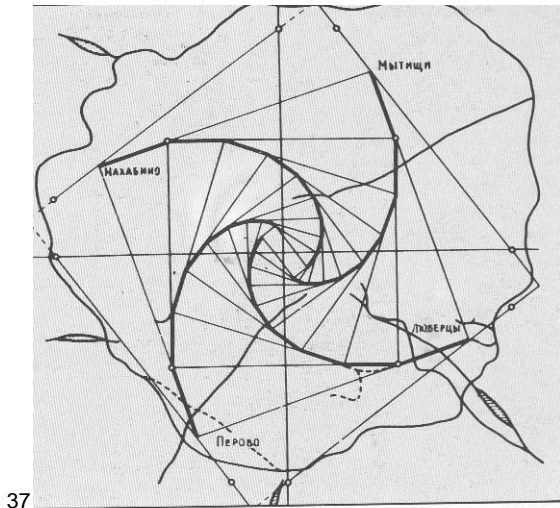 Мытищи
Нахабино
Люберцы
Перово
37